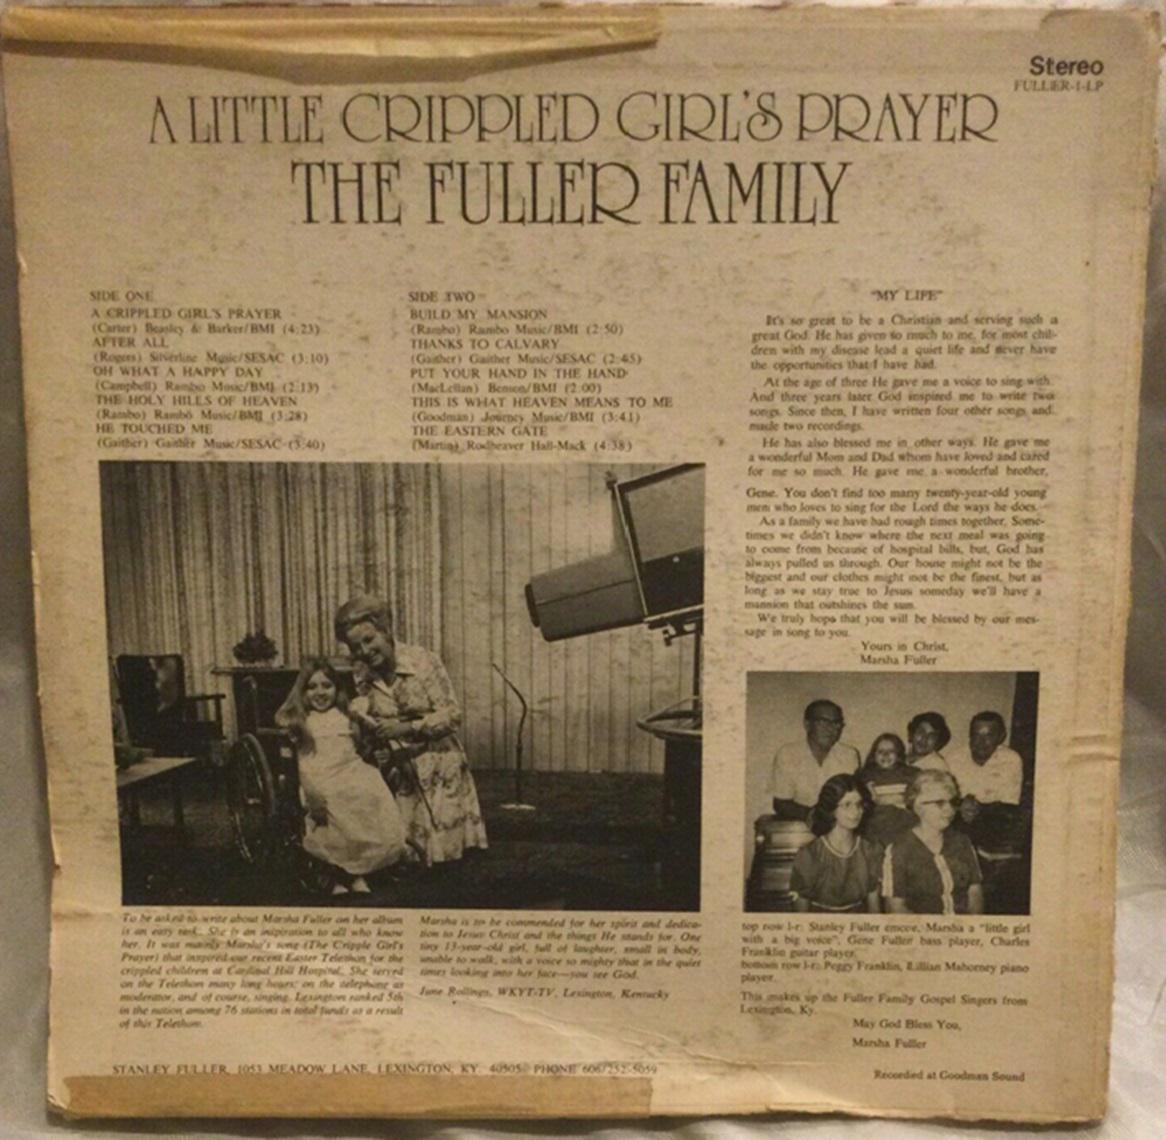 Stereo
FULLER-1-LP
A LITTLE CRIPPLED GIRL'S PRAYER
THE FULLER FAMILY
SIDE ONE
A CRIPPLED GIRL'S PRAYER
(Carter) Beasley & Barker/BMI (4:23)
AFTER ALL
(Rogers) Silverline Music/SESAC (3:10)
OH WHAT A HAPPY DAY
(Campbell) Rambo Music/BMI (2:13)
THE HOLY HILLS OF HEAVEN
(Rambo) Rambo Music/BMI (3:28)
HE TOUCHED ME
(Gaither) Gaither Music/SESAC (3:40)
SIDE TWO
BUILD MY MANSION
(Rambo) Rambo Music/BMI (2:50)
THANKS TO CALVARY
(Gaither) Gaither Music/SESAC (2:45)
PUT YOUR HAND IN THE HAND
(MacLellan) Benson/BMI (2:00)
THIS IS WHAT HEAVEN MEANS TO ME
(Goodman) Journey Music/BMI (3:41)
THE EASTERN GATE
(Martin) Rodheaver Hall-Mack (4:38)
"MY LIFE"
It's so great to be a Christian and serving such a
great God. He has given so much to me, for most chil-
dren with my disease lead a quiet life and never have
the opportunities that I have had.
At the age of three He gave me a voice to sing with.
And three years later God inspired me to write two
songs. Since then, I have written four other songs and
made two recordings.
He has also blessed me in other ways. He gave me
a wonderful Mom and Dad whom have loved and cared
for me so much. He gave me a wonderful brother,
Gene. You don't find too many twenty-year-old young
men who loves to sing for the Lord the ways he does.
As a family we have had rough times together. Some-
times we didn't know where the next meal was going
to come from because of hospital bills, but, God has
always pulled us through. Our house might not be the
biggest and our clothes might not be the finest, but as
long as we stay true to Jesus someday we'll have a
mansion that outshines the sun.
We truly hope that you will be blessed by our mes-
sage in song to you.
Yours in Christ,
Marsha Fuller
To be asked to write about Marsha Fuller on her album
is an easy task. She is an inspiration to all who know
her. It was mainly Marsha's song (The Cripple Girl's
Prayer) that inspired our recent Easter Telethon for the
crippled children at Cardinal Hill Hospital. She served
on the Telethon many long hours: on the telephone as
moderator, and of course, singing. Lexington ranked 5th
in the nation among 76 stations in total funds as a result
of this Telethon.
Marsha is to be commended for her spirit and dedica-
tion to Jesus Christ and the things He stands for. One
tiny 13-year-old girl, full of laughter, small in body,
unable to walk, with a voice so mighty that in the quiet
times looking into her face—you see God.
June Rollings, WKYT-TV, Lexington, Kentucky
top row l-r: Stanley Fuller emcee, Marsha a "little girl
with a big voice", Gene Fuller bass player, Charles
Franklin guitar player,
bottom row l-r: Peggy Franklin, Lillian Mahorney piano
player.
This makes up the Fuller Family Gospel Singers from
Lexington, Ky.
May God Bless You,
Marsha Fuller
STANLEY FULLER, 1053 MEADOW LANE, LEXINGTON, KY. 40505 PHONE 606/252-5059
Recorded at Goodman Sound